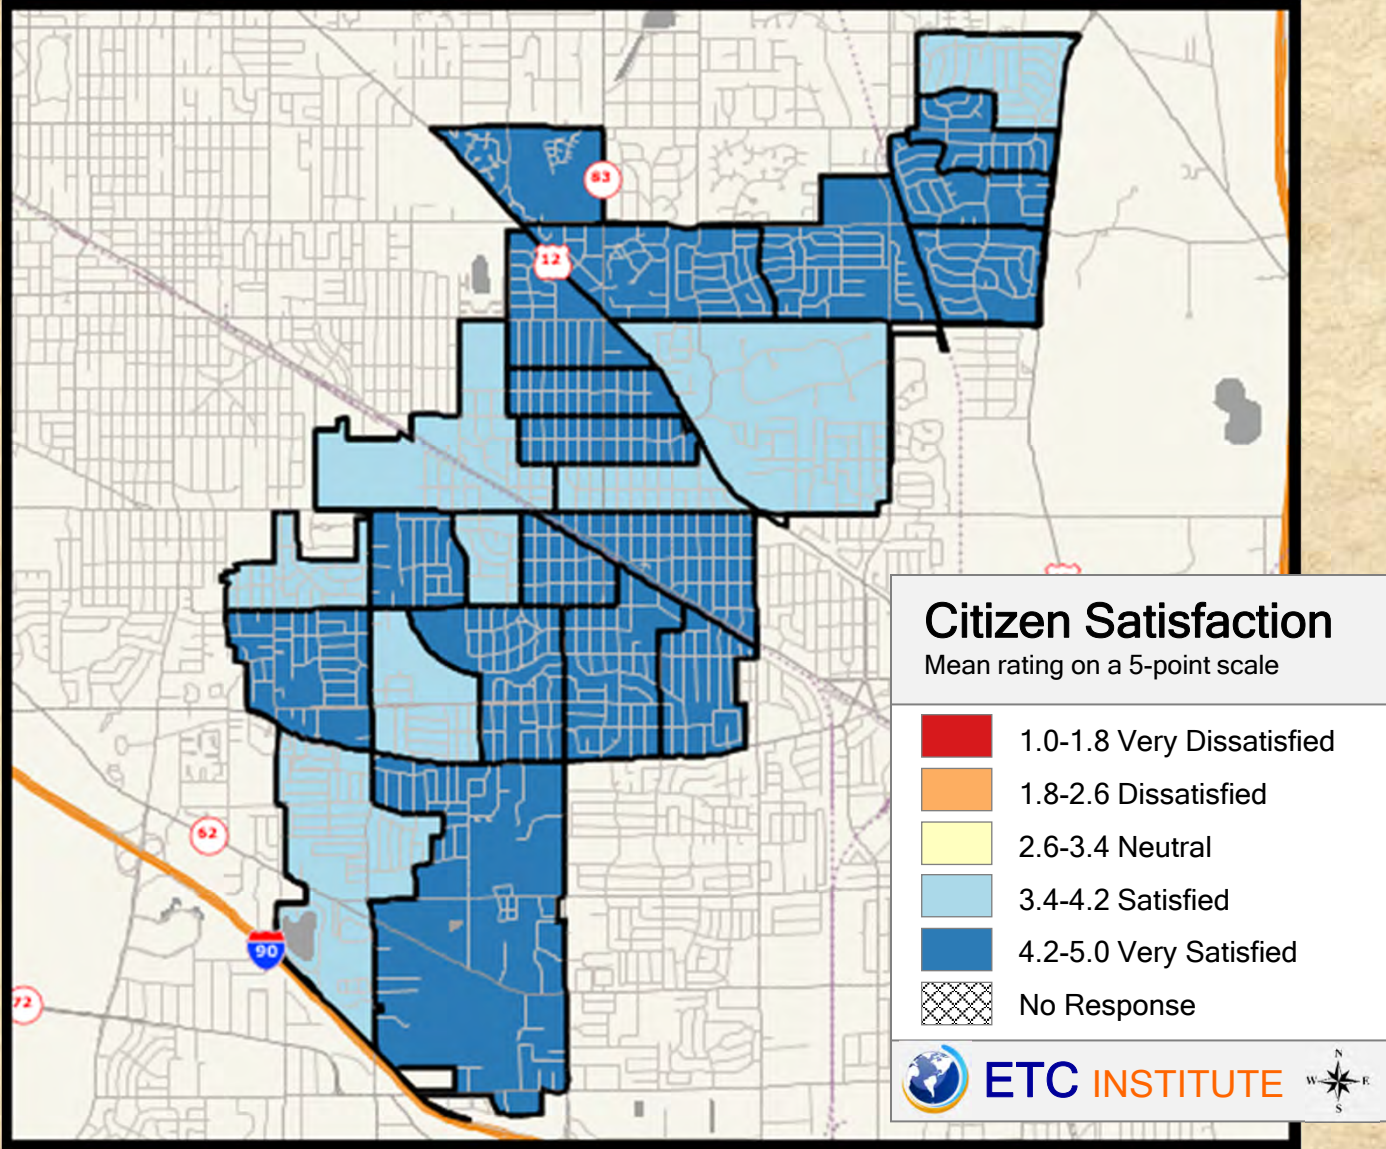 83
12
62
90
72
Citizen Satisfaction
Mean rating on a 5-point scale
1.0-1.8 Very Dissatisfied
1.8-2.6 Dissatisfied
2.6-3.4 Neutral
3.4-4.2 Satisfied
4.2-5.0 Very Satisfied
No Response
ETC INSTITUTE
N
W E
S